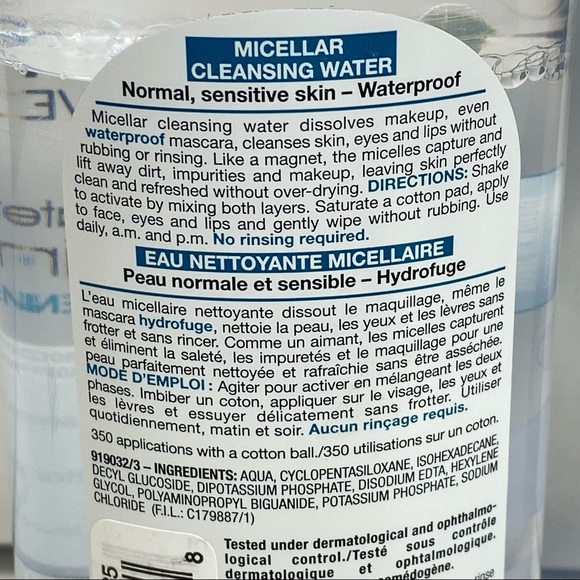 MICELLAR
CLEANSING WATER
Normal, sensitive skin – Waterproof
Micellar cleansing water dissolves makeup, even
waterproof mascara, cleanses skin, eyes and lips without
rubbing or rinsing. Like a magnet, the micelles capture and
lift away dirt, impurities and makeup, leaving skin perfectly
clean and refreshed without over-drying. DIRECTIONS: Shake
to activate by mixing both layers. Saturate a cotton pad, apply
to face, eyes and lips and gently wipe without rubbing. Use
daily, a.m. and p.m. No rinsing required.
EAU NETTOYANTE MICELLAIRE
Peau normale et sensible – Hydrofuge
L'eau micellaire nettoyante dissout le maquillage, même le
mascara hydrofuge, nettoie la peau, les yeux et les lèvres sans
frotter et sans rincer. Comme un aimant, les micelles capturent
et éliminent la saleté, les impuretés et le maquillage pour une
peau parfaitement nettoyée et rafraîchie sans être asséchée.
MODE D'EMPLOI : Agiter pour activer en mélangeant les deux
phases. Imbiber un coton, appliquer sur le visage, les yeux et
les lèvres et essuyer délicatement sans frotter. Utiliser
quotidiennement, matin et soir. Aucun rinçage requis.
350 applications with a cotton ball./350 utilisations sur un coton.
919032/3 – INGREDIENTS: AQUA, CYCLOPENTASILOXANE, ISOHEXADECANE,
DECYL GLUCOSIDE, DIPOTASSIUM PHOSPHATE, DISODIUM EDTA, HEXYLENE
GLYCOL, POLYAMINOPROPYL BIGUANIDE, POTASSIUM PHOSPHATE, SODIUM
CHLORIDE (F.I.L.: C179887/1)
Tested under dermatological and ophthalmo-
logical control./Testé sous contrôle
dermatologique et ophtalmologique.
8